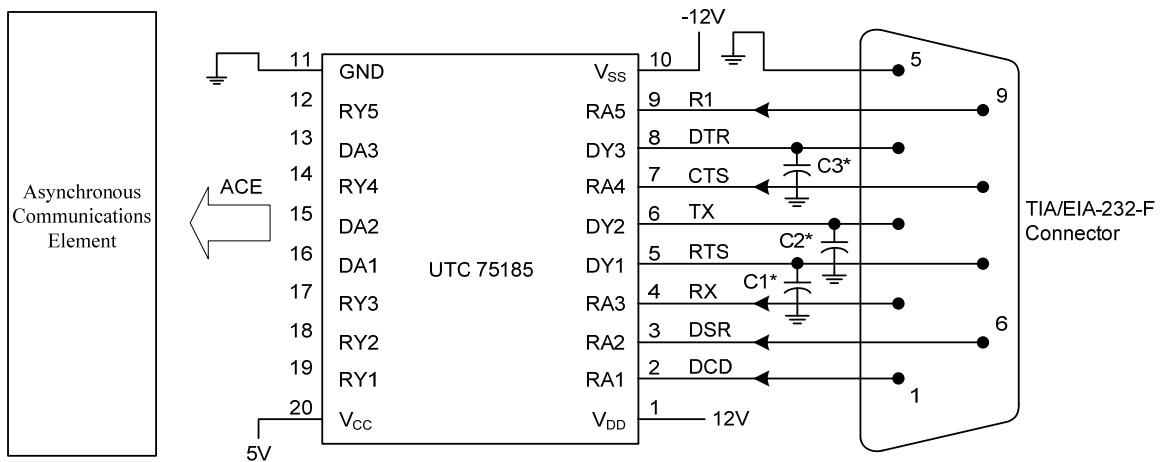 Asynchronous
Communications
Element
ACE
UTC 75185
11 GND
12 RY5
13 DA3
14 RY4
15 DA2
16 DA1
17 RY3
18 RY2
19 RY1
20 VCC
5V
-12V
VSS 10
RA5 9 R1
DY3 8 DTR
RA4 7 CTS
DY2 6 TX
DY1 5 RTS
RA3 4 RX
RA2 3 DSR
RA1 2 DCD
VDD 1 12V
C3*
C2*
C1*
5
9
6
1
TIA/EIA-232-F
Connector